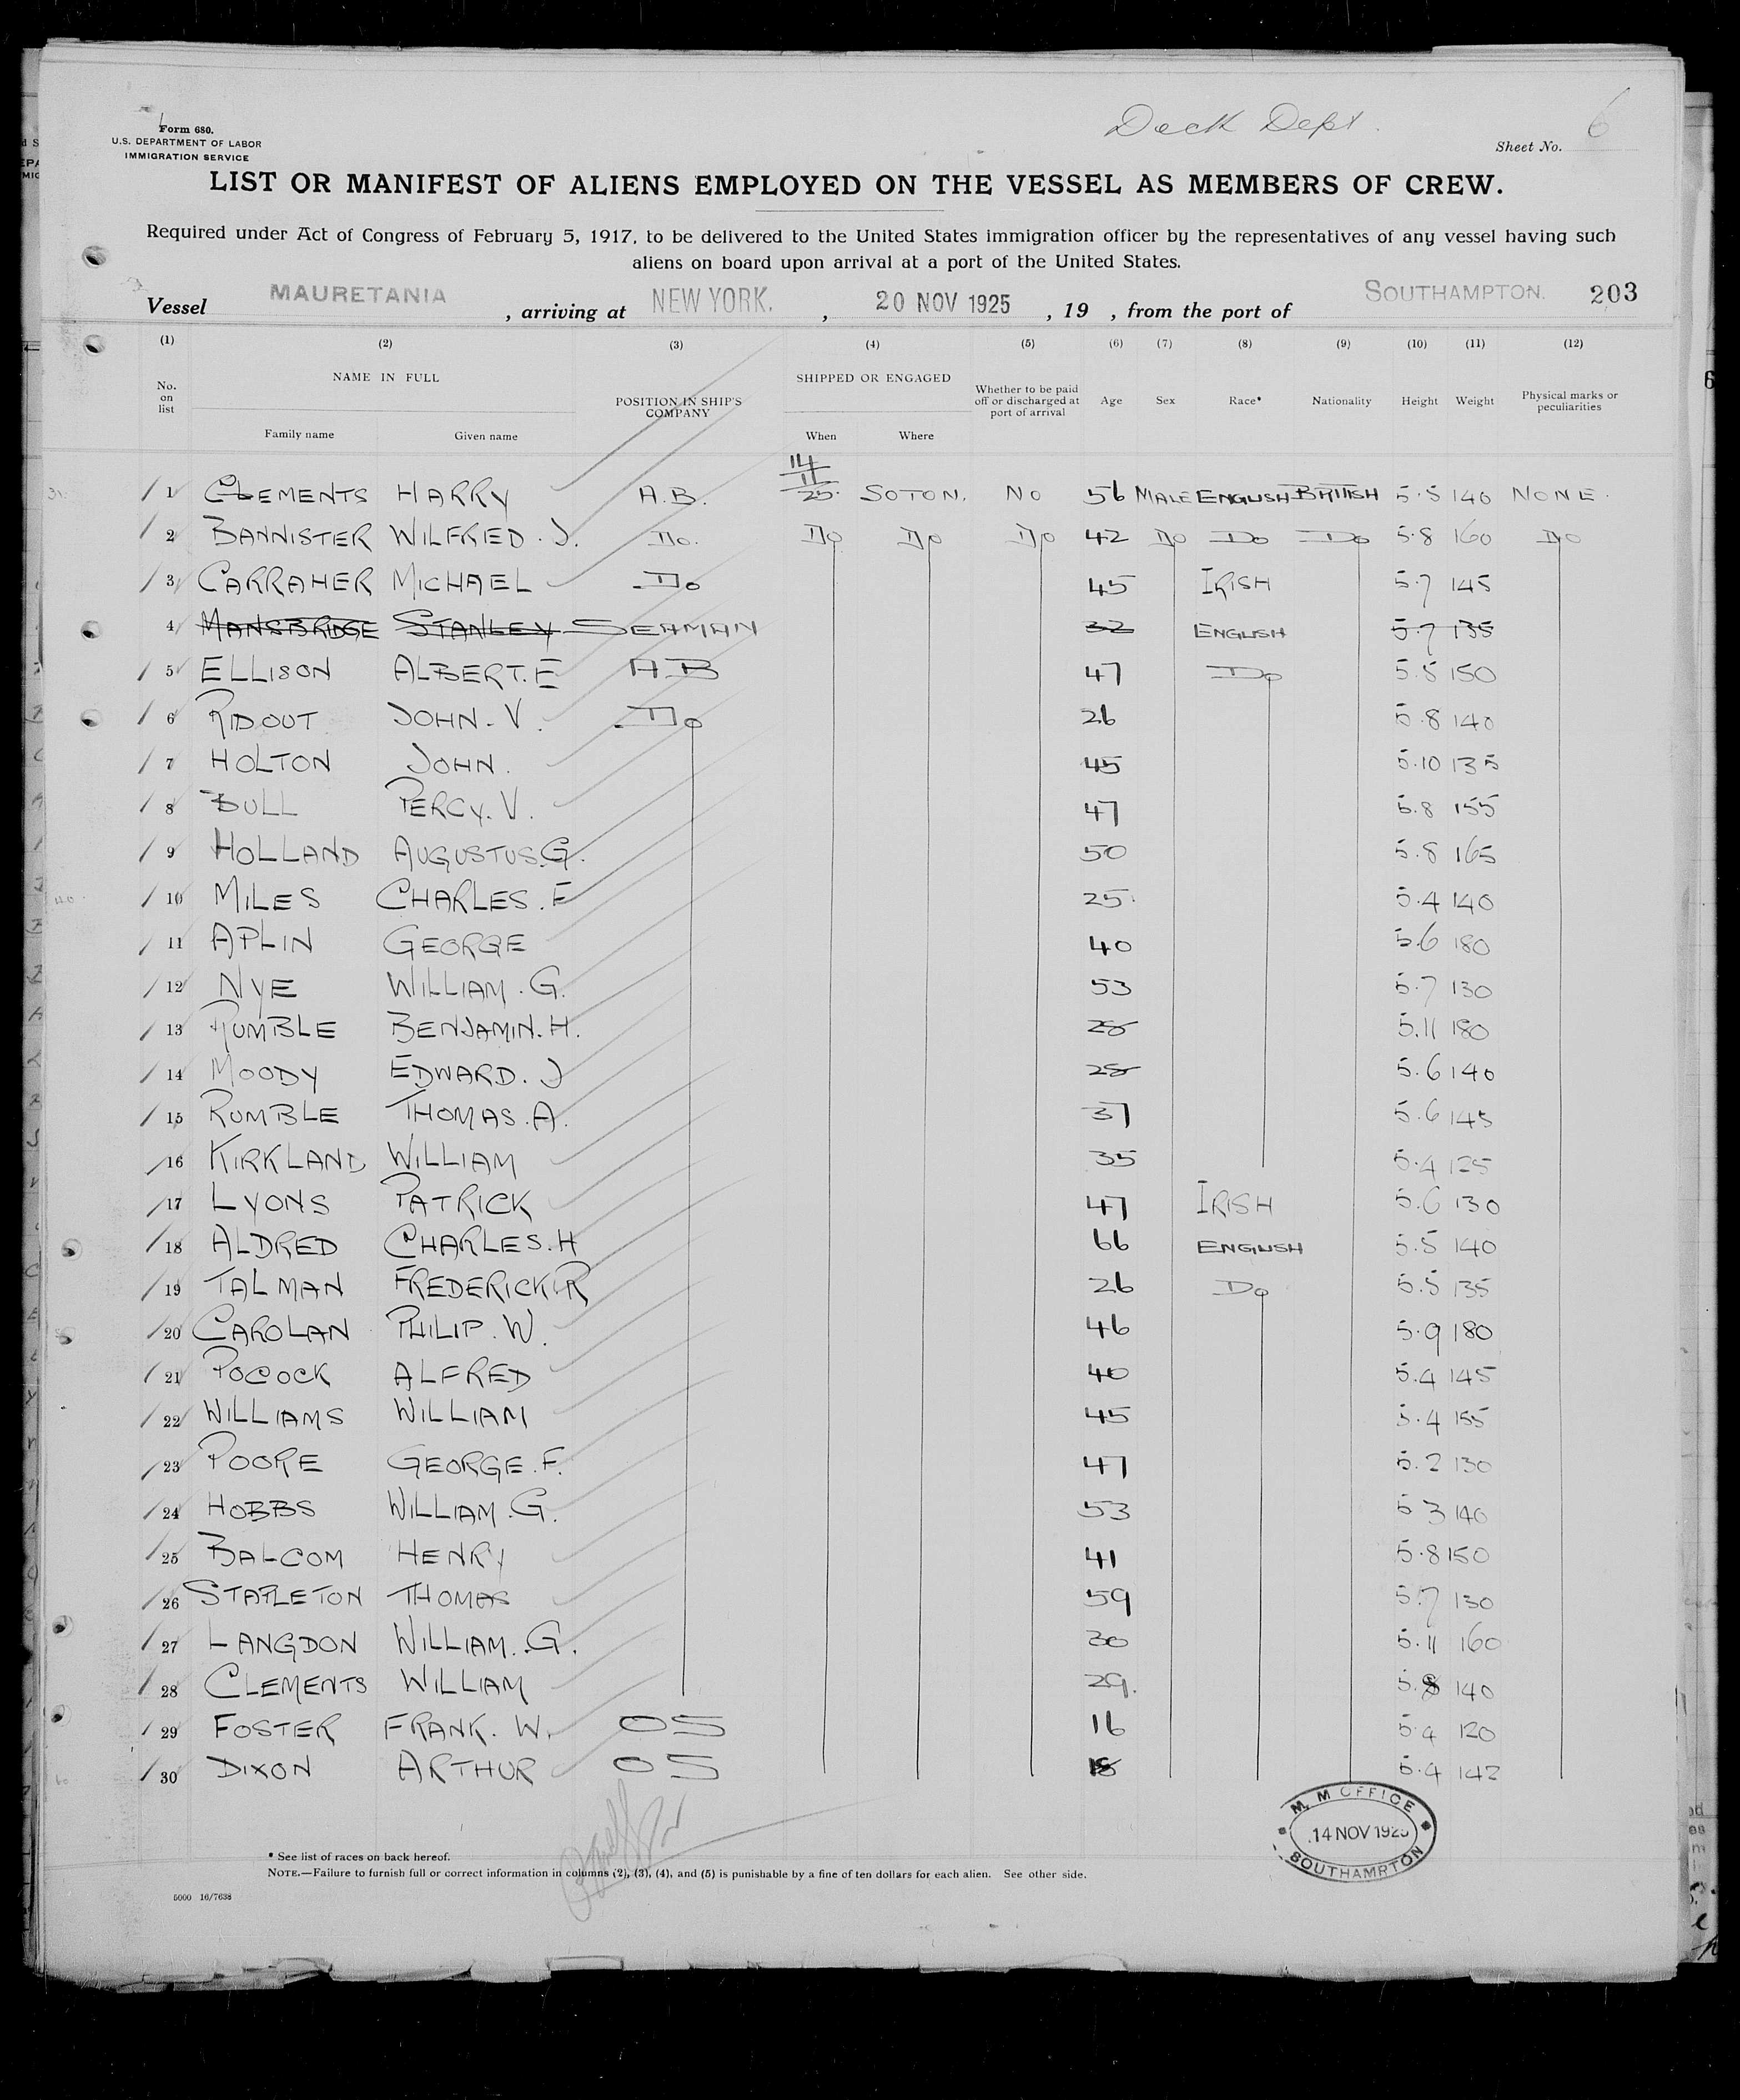 Deck Dept.
Form 680.
U.S. DEPARTMENT OF LABOR
IMMIGRATION SERVICE
Sheet No. 6
LIST OR MANIFEST OF ALIENS EMPLOYED ON THE VESSEL AS MEMBERS OF CREW.
Required under Act of Congress of February 5, 1917, to be delivered to the United States immigration officer by the representatives of any vessel having such
aliens on board upon arrival at a port of the United States.
Vessel MAURETANIA, arriving at NEW YORK., 20 NOV 1925, 19 , from the port of SOUTHAMPTON. 203
(1) (2) (3) (4) (5) (6) (7) (8) (9) (10) (11) (12)
No. on list NAME IN FULL Family name Given name POSITION IN SHIP'S COMPANY SHIPPED OR ENGAGED When Where Whether to be paid off or discharged at port of arrival Age Sex Race* Nationality Height Weight Physical marks or peculiarities
1 CLEMENTS HARRY A.B. 14/11/25. SOTON. NO 56 MALE ENGLISH BRITISH 5.5 140 NONE.
2 BANNISTER WILFRED. J. Do. Do Do Do 42 Do Do Do 5.8 160 Do
3 CARRAHER MICHAEL Do 45 IRISH 5.7 145
4 MANSBRIDGE STANLEY SEAMAN 32 ENGLISH 5.7 135
5 ELLISON ALBERT. E AB 47 Do 5.5 150
6 RIDOUT JOHN. V. Do 26 5.8 140
7 HOLTON JOHN. 45 5.10 135
8 BULL PERCY. V. 47 5.8 155
9 HOLLAND AUGUSTUS.G. 50 5.8 165
10 MILES CHARLES. F 25. 5.4 140
11 APLIN GEORGE 40 5.6 180
12 NYE WILLIAM. G. 53 5.7 130
13 RUMBLE BENJAMIN. H. 28 5.11 180
14 MOODY EDWARD. J 28 5.6 140
15 RUMBLE THOMAS. A. 37 5.6 145
16 KIRKLAND WILLIAM 35 5.4 125
17 LYONS PATRICK 47 IRISH 5.6 130
18 ALDRED CHARLES. H 66 ENGLISH 5.5 140
19 TALMAN FREDERICK R 26 Do 5.5 135
20 CAROLAN PHILIP. W. 46 5.9 180
21 POCOCK ALFRED 40 5.4 145
22 WILLIAMS WILLIAM 45 5.4 155
23 POORE GEORGE. F. 47 5.2 130
24 HOBBS WILLIAM. G. 53 5 3 140
25 BALCOM HENRY 41 5.8 150
26 STAPLETON THOMAS 59 5.7 130
27 LANGDON WILLIAM. G. 30 5.11 160
28 CLEMENTS WILLIAM 29. 5.8 140
29 FOSTER FRANK. W. OS 16 5.4 120
30 DIXON ARTHUR OS 18 5.4 142
M. M OFFICE
14 NOV 1925
SOUTHAMPTON
* See list of races on back hereof.
NOTE.—Failure to furnish full or correct information in columns (2), (3), (4), and (5) is punishable by a fine of ten dollars for each alien. See other side.
5000 16/7638